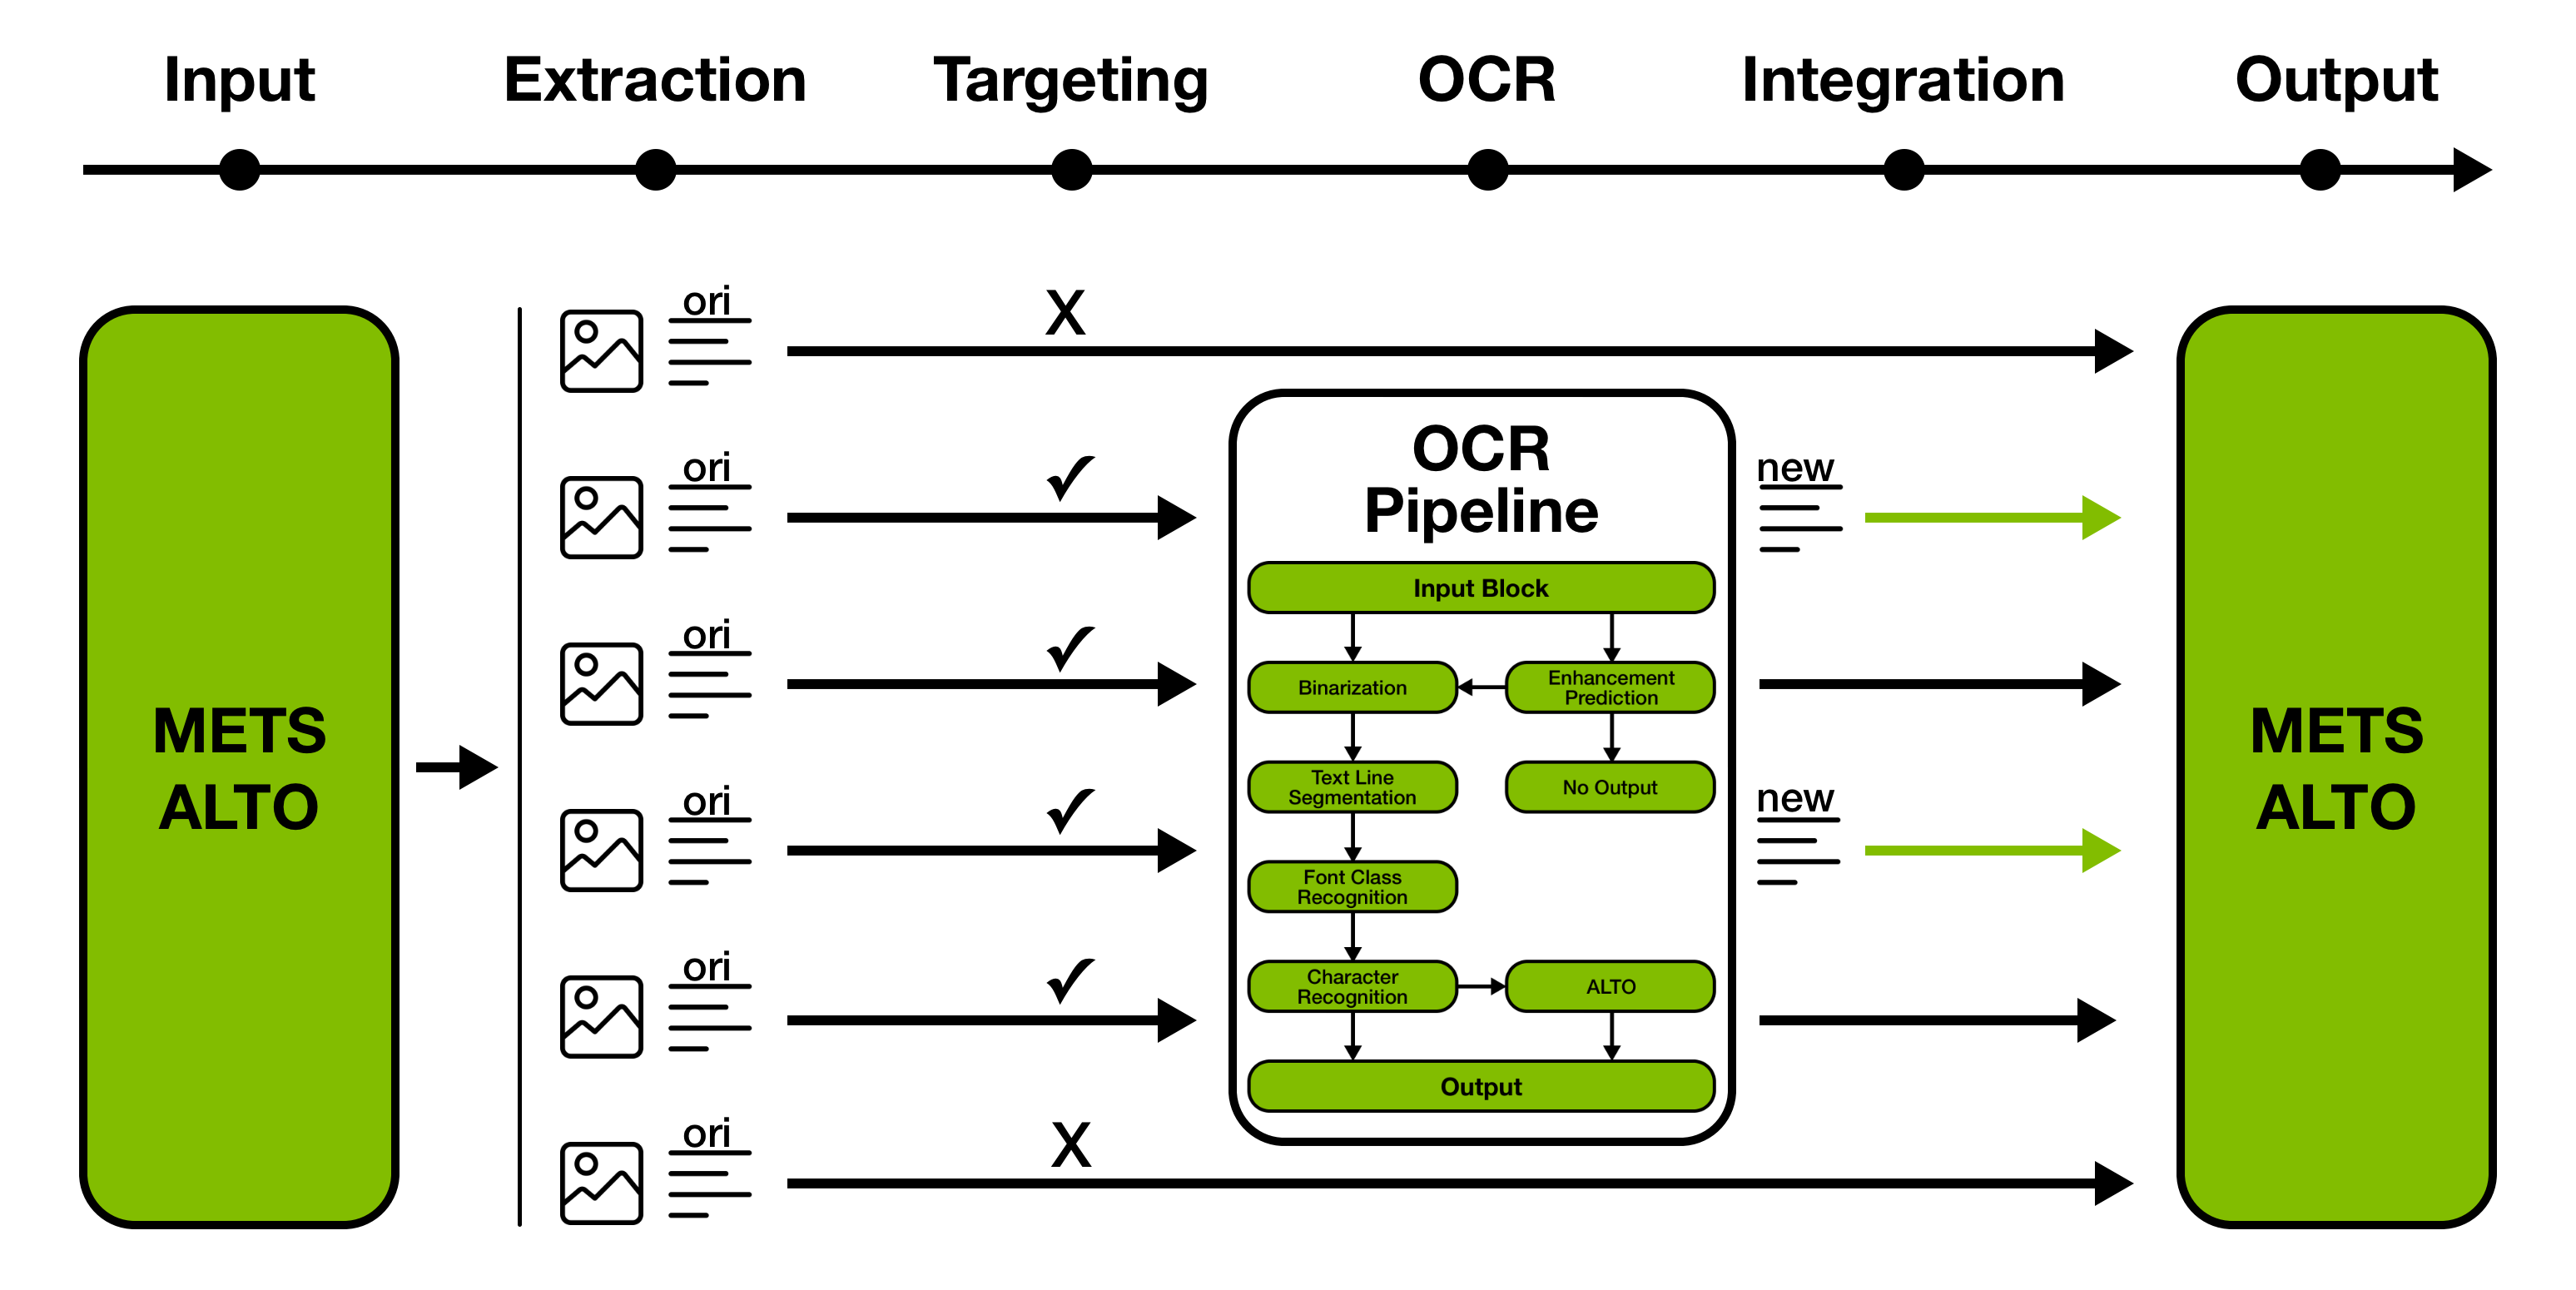 Input
Extraction
Targeting
OCR
Integration
Output
METS
ALTO
ori
X
ori
✓
ori
✓
ori
✓
ori
✓
ori
X
OCR
Pipeline
Input Block
Binarization
Enhancement
Prediction
Text Line
Segmentation
No Output
Font Class
Recognition
Character
Recognition
ALTO
Output
new
new
METS
ALTO